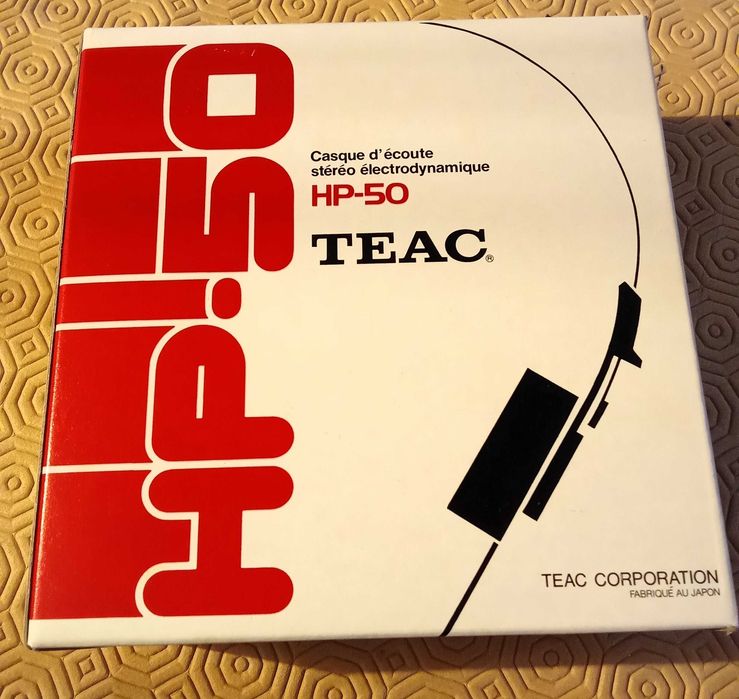 HP-50
Casque d'écoute
stéréo électrodynamique
HP-50
TEAC®
TEAC CORPORATION
FABRIQUÉ AU JAPON